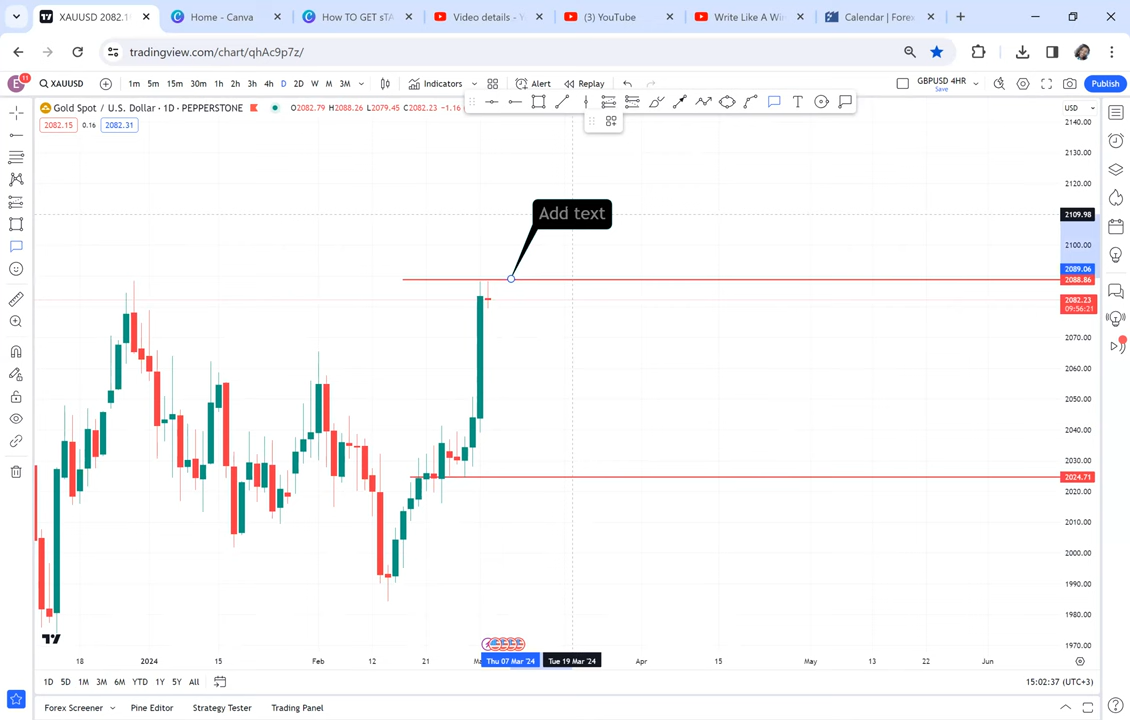 XAUUSD 2082.1
Home - Canva
How TO GET sTA
Video details - Y
(3) YouTube
Write Like A Win
Calendar | Forex
tradingview.com/chart/qhAc9p7z/
E 11 XAUUSD 1m 5m 15m 30m 1h 2h 3h 4h D 2D W M 3M Indicators Alert Replay GBPUSD 4HR Save Publish
Gold Spot / U.S. Dollar · 1D · PEPPERSTONE O2082.79 H2088.26 L2079.45 C2082.23 −1.16 USD
2082.15 0.16 2082.31
2140.00
2130.00
2120.00
Add text
2109.98
2100.00
2089.06
2088.86
2082.23
09:56:21
2070.00
2060.00
2050.00
2040.00
2030.00
2024.71
2020.00
2010.00
2000.00
1990.00
1980.00
1970.00
18 2024 15 Feb 12 21 Thu 07 Mar '24 Tue 19 Mar '24 Apr 15 May 13 22 Jun
1D 5D 1M 3M 6M YTD 1Y 5Y All 15:02:37 (UTC+3)
Forex Screener Pine Editor Strategy Tester Trading Panel